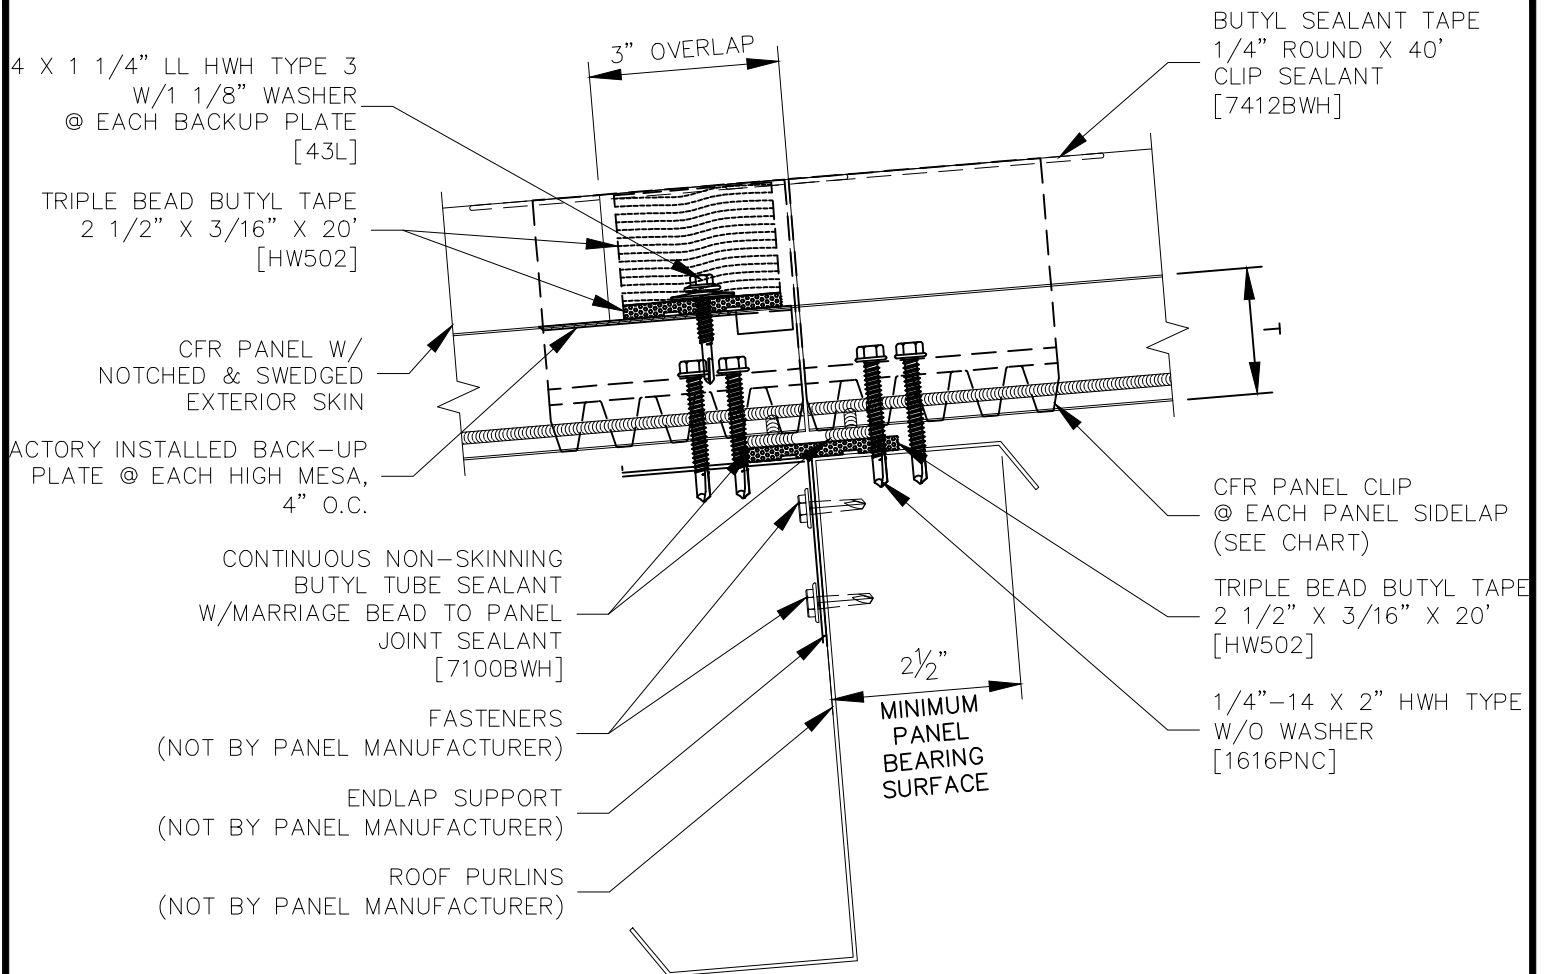 4 X 1 1/4" LL HWH TYPE 3
W/1 1/8" WASHER
@ EACH BACKUP PLATE
[43L]
TRIPLE BEAD BUTYL TAPE
2 1/2" X 3/16" X 20'
[HW502]
CFR PANEL W/
NOTCHED & SWEDGED
EXTERIOR SKIN
ACTORY INSTALLED BACK-UP
PLATE @ EACH HIGH MESA,
4" O.C.
CONTINUOUS NON-SKINNING
BUTYL TUBE SEALANT
W/MARRIAGE BEAD TO PANEL
JOINT SEALANT
[7100BWH]
FASTENERS
(NOT BY PANEL MANUFACTURER)
ENDLAP SUPPORT
(NOT BY PANEL MANUFACTURER)
ROOF PURLINS
(NOT BY PANEL MANUFACTURER)
3" OVERLAP
2 1/2"
MINIMUM
PANEL
BEARING
SURFACE
BUTYL SEALANT TAPE
1/4" ROUND X 40'
CLIP SEALANT
[7412BWH]
T
CFR PANEL CLIP
@ EACH PANEL SIDELAP
(SEE CHART)
TRIPLE BEAD BUTYL TAPE
2 1/2" X 3/16" X 20'
[HW502]
1/4"-14 X 2" HWH TYPE
W/O WASHER
[1616PNC]